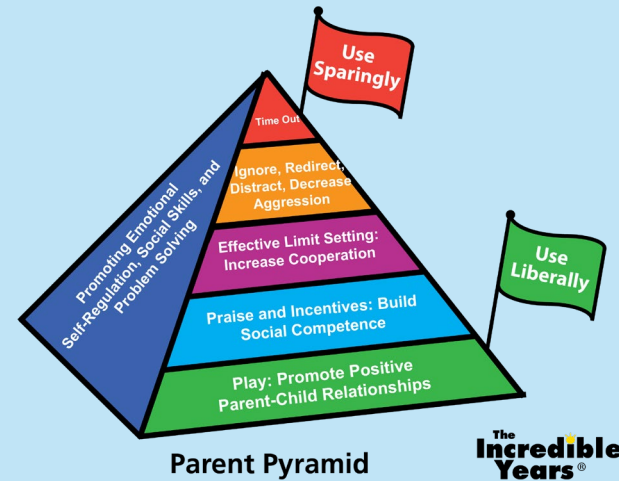 Use
Sparingly
Time Out
Ignore, Redirect,
Distract, Decrease
Aggression
Effective Limit Setting:
Increase Cooperation
Praise and Incentives: Build
Social Competence
Play: Promote Positive
Parent-Child Relationships
Promoting Emotional
Self-Regulation, Social Skills, and
Problem Solving
Use
Liberally
Parent Pyramid
The
Incredible
Years®